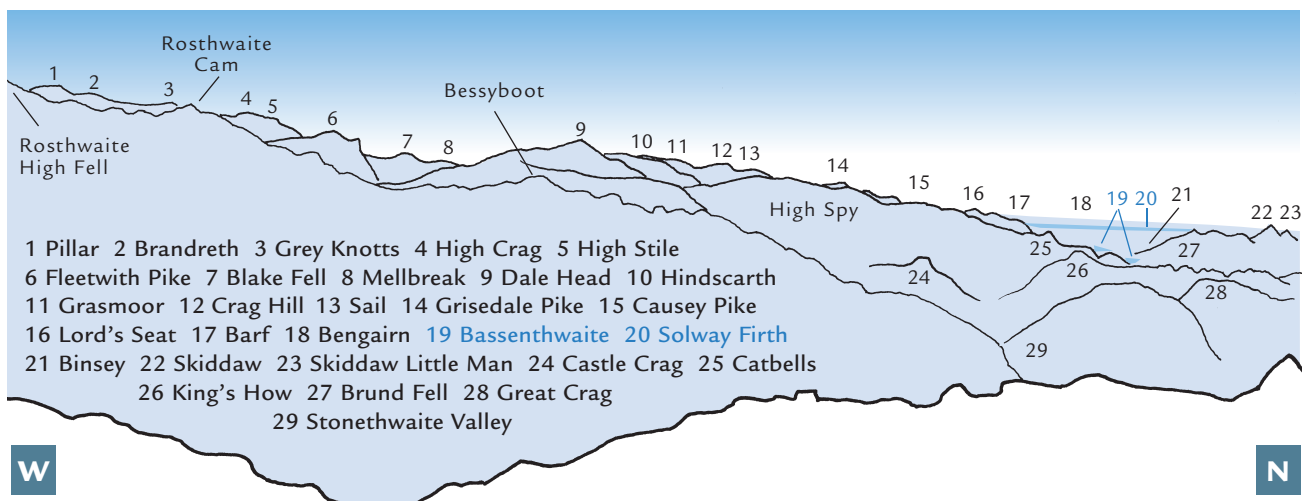 Rosthwaite
Cam
1
2
3
4
5
6
7
8
Bessyboot
9
10
11
12
13
14
15
16
17
18
19
20
21
22
23
Rosthwaite
High Fell
High Spy
24
25
26
27
28
29
1 Pillar 2 Brandreth 3 Grey Knotts 4 High Crag 5 High Stile
6 Fleetwith Pike 7 Blake Fell 8 Mellbreak 9 Dale Head 10 Hindscarth
11 Grasmoor 12 Crag Hill 13 Sail 14 Grisedale Pike 15 Causey Pike
16 Lord's Seat 17 Barf 18 Bengairn 19 Bassenthwaite 20 Solway Firth
21 Binsey 22 Skiddaw 23 Skiddaw Little Man 24 Castle Crag 25 Catbells
26 King's How 27 Brund Fell 28 Great Crag
29 Stonethwaite Valley
W
N